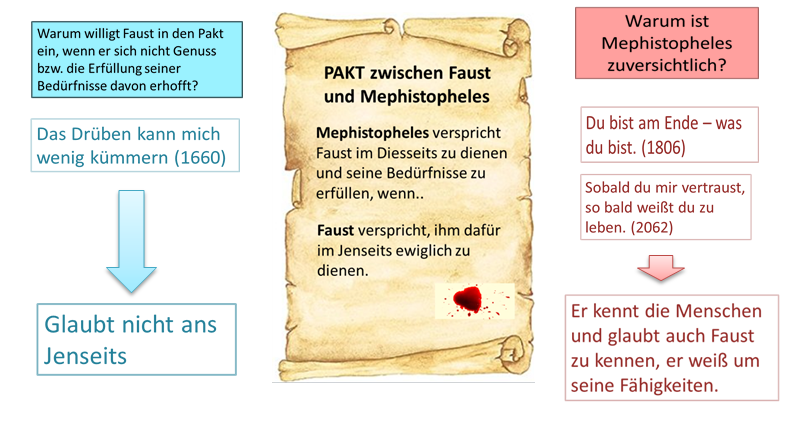 Warum willigt Faust in den Pakt
ein, wenn er sich nicht Genuss
bzw. die Erfüllung seiner
Bedürfnisse davon erhofft?
Das Drüben kann mich
wenig kümmern (1660)
Glaubt nicht ans
Jenseits
PAKT zwischen Faust
und Mephistopheles
Mephistopheles verspricht
Faust im Diesseits zu dienen
und seine Bedürfnisse zu
erfüllen, wenn..
Faust verspricht, ihm dafür
im Jenseits ewiglich zu
dienen.
Warum ist
Mephistopheles
zuversichtlich?
Du bist am Ende – was
du bist. (1806)
Sobald du mir vertraust,
so bald weißt du zu
leben. (2062)
Er kennt die Menschen
und glaubt auch Faust
zu kennen, er weiß um
seine Fähigkeiten.